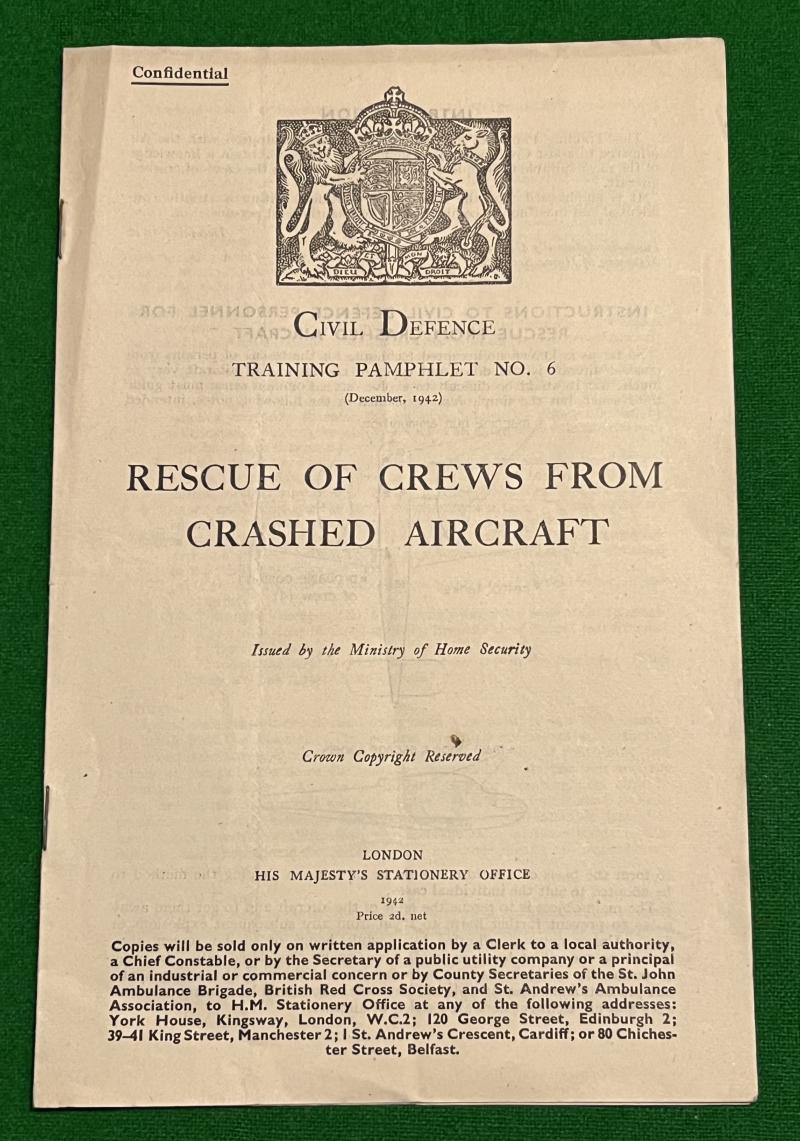 Confidential
DIEU ET MON DROIT
CIVIL DEFENCE
TRAINING PAMPHLET NO. 6
(December, 1942)
RESCUE OF CREWS FROM
CRASHED AIRCRAFT
Issued by the Ministry of Home Security
Crown Copyright Reserved
LONDON
HIS MAJESTY'S STATIONERY OFFICE
1942
Price 2d. net
Copies will be sold only on written application by a Clerk to a local authority,
a Chief Constable, or by the Secretary of a public utility company or a principal
of an industrial or commercial concern or by County Secretaries of the St. John
Ambulance Brigade, British Red Cross Society, and St. Andrew's Ambulance
Association, to H.M. Stationery Office at any of the following addresses:
York House, Kingsway, London, W.C.2; 120 George Street, Edinburgh 2;
39–41 King Street, Manchester 2; 1 St. Andrew's Crescent, Cardiff; or 80 Chiches-
ter Street, Belfast.